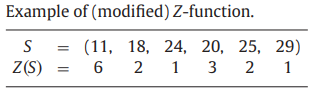 Example of (modified) Z-function.
S = (11, 18, 24, 20, 25, 29)
Z(S) = 6 2 1 3 2 1